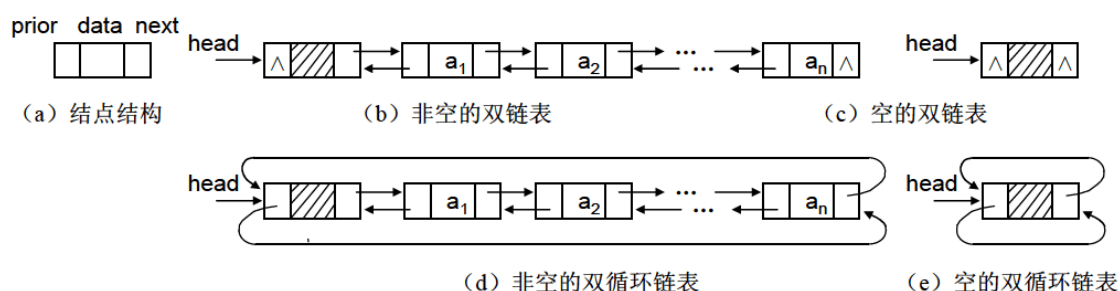 prior data next
head ∧ a1 a2 ... ... an ∧
head ∧ ∧
（a）结点结构
（b）非空的双链表
（c）空的双链表
head a1 a2 ... ... an
head
（d）非空的双循环链表
（e）空的双循环链表